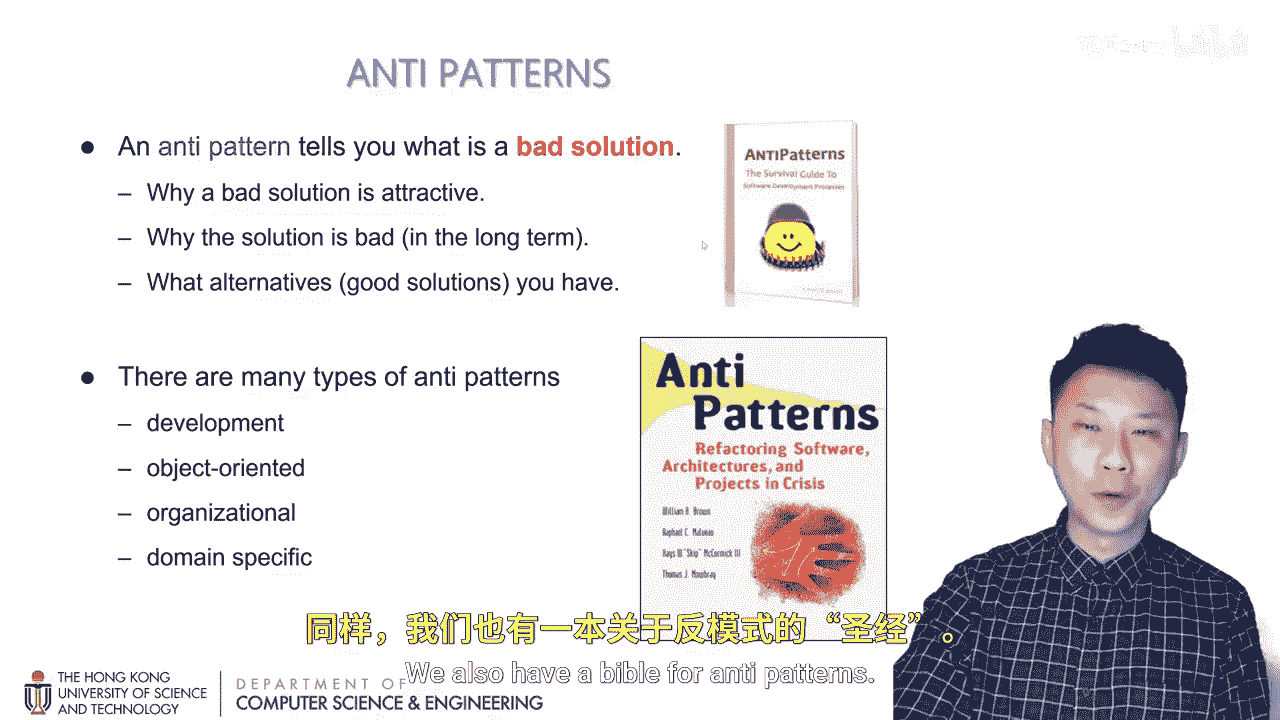 ANTI PATTERNS
● An anti pattern tells you what is a bad solution.
– Why a bad solution is attractive.
– Why the solution is bad (in the long term).
– What alternatives (good solutions) you have.
● There are many types of anti patterns
– development
– object-oriented
– organizational
– domain specific
ANTIPatterns
The Survival Guide To
Software Development Processes
Anti
Patterns
Refactoring Software,
Architectures, and
Projects in Crisis
William
Brown
Raphael C.
McCormick III
Thomas J. Mowbray
同样，我们也有一本关于反模式的“圣经”。
We also have a bible for anti patterns.
THE HONG KONG
UNIVERSITY OF SCIENCE
AND TECHNOLOGY
DEPARTMENT OF
COMPUTER SCIENCE & ENGINEERING